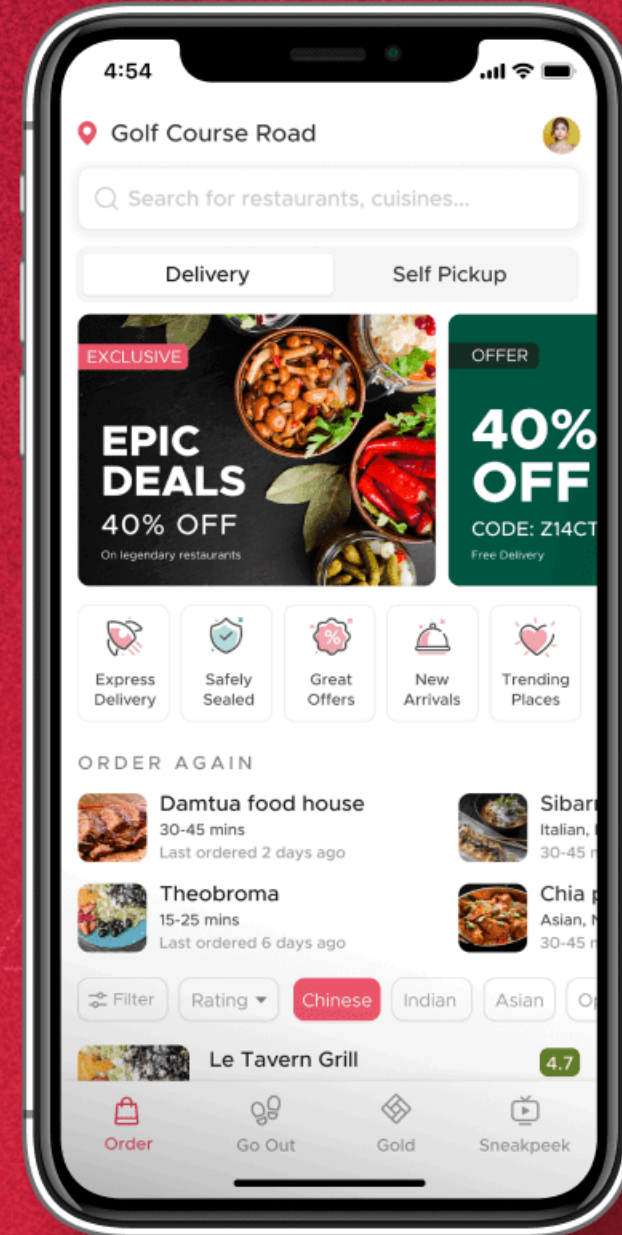 4:54
Golf Course Road
Search for restaurants, cuisines...
Delivery
Self Pickup
EXCLUSIVE
EPIC
DEALS
40% OFF
On legendary restaurants
OFFER
40%
OFF
CODE: Z14CT
Free Delivery
Express
Delivery
Safely
Sealed
Great
Offers
New
Arrivals
Trending
Places
ORDER AGAIN
Damtua food house
30-45 mins
Last ordered 2 days ago
Sibar
Italian,
30-45
Theobroma
15-25 mins
Last ordered 6 days ago
Chia
Asian,
30-45
Filter
Rating
Chinese
Indian
Asian
Le Tavern Grill
4.7
Order
Go Out
Gold
Sneakpeek